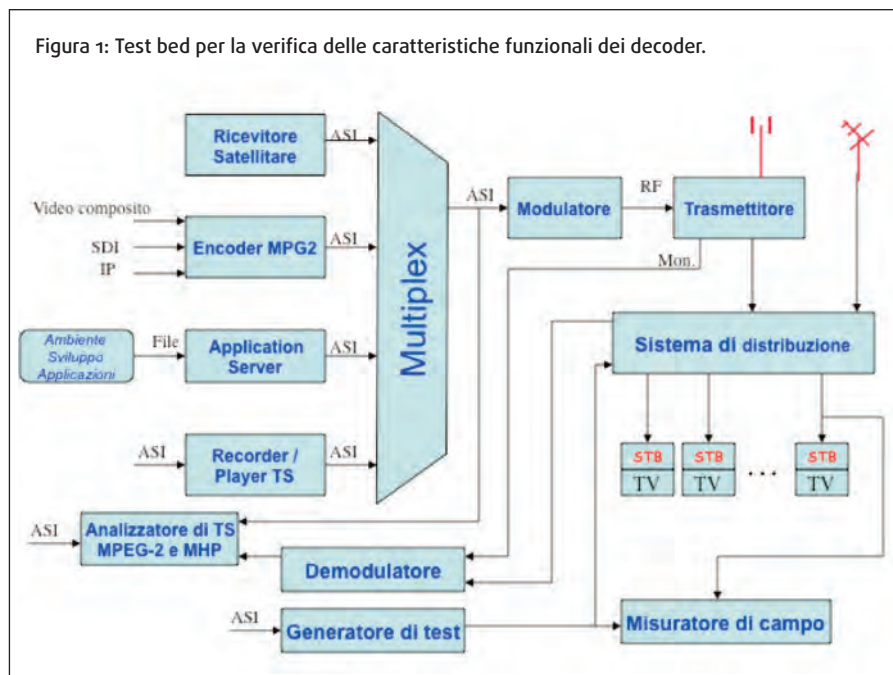 Figura 1: Test bed per la verifica delle caratteristiche funzionali dei decoder.
Ricevitore
Satellitare
ASI
Video composito
SDI
IP
Encoder MPG2
ASI
Ambiente
Sviluppo
Applicazioni
File
Application
Server
ASI
ASI
Recorder /
Player TS
ASI
Multiplex
ASI
Modulatore
RF
Trasmettitore
Mon.
Sistema di distribuzione
STB
TV
STB
TV
...
STB
TV
ASI
Analizzatore di TS
MPEG-2 e MHP
Demodulatore
ASI
Generatore di test
Misuratore di campo